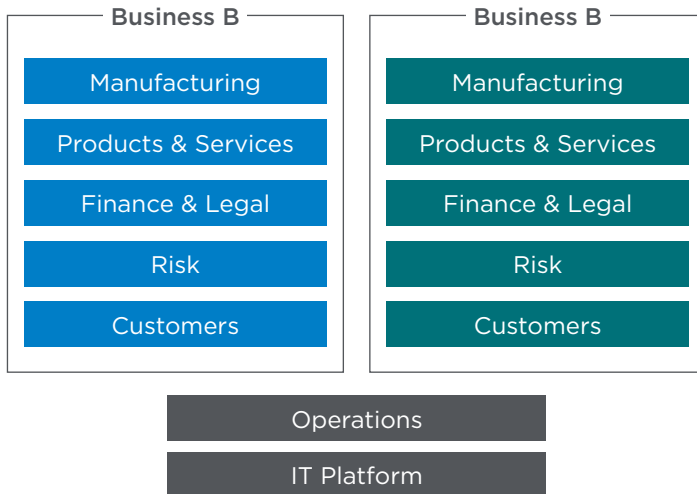 Business B
Manufacturing
Products & Services
Finance & Legal
Risk
Customers
Business B
Manufacturing
Products & Services
Finance & Legal
Risk
Customers
Operations
IT Platform